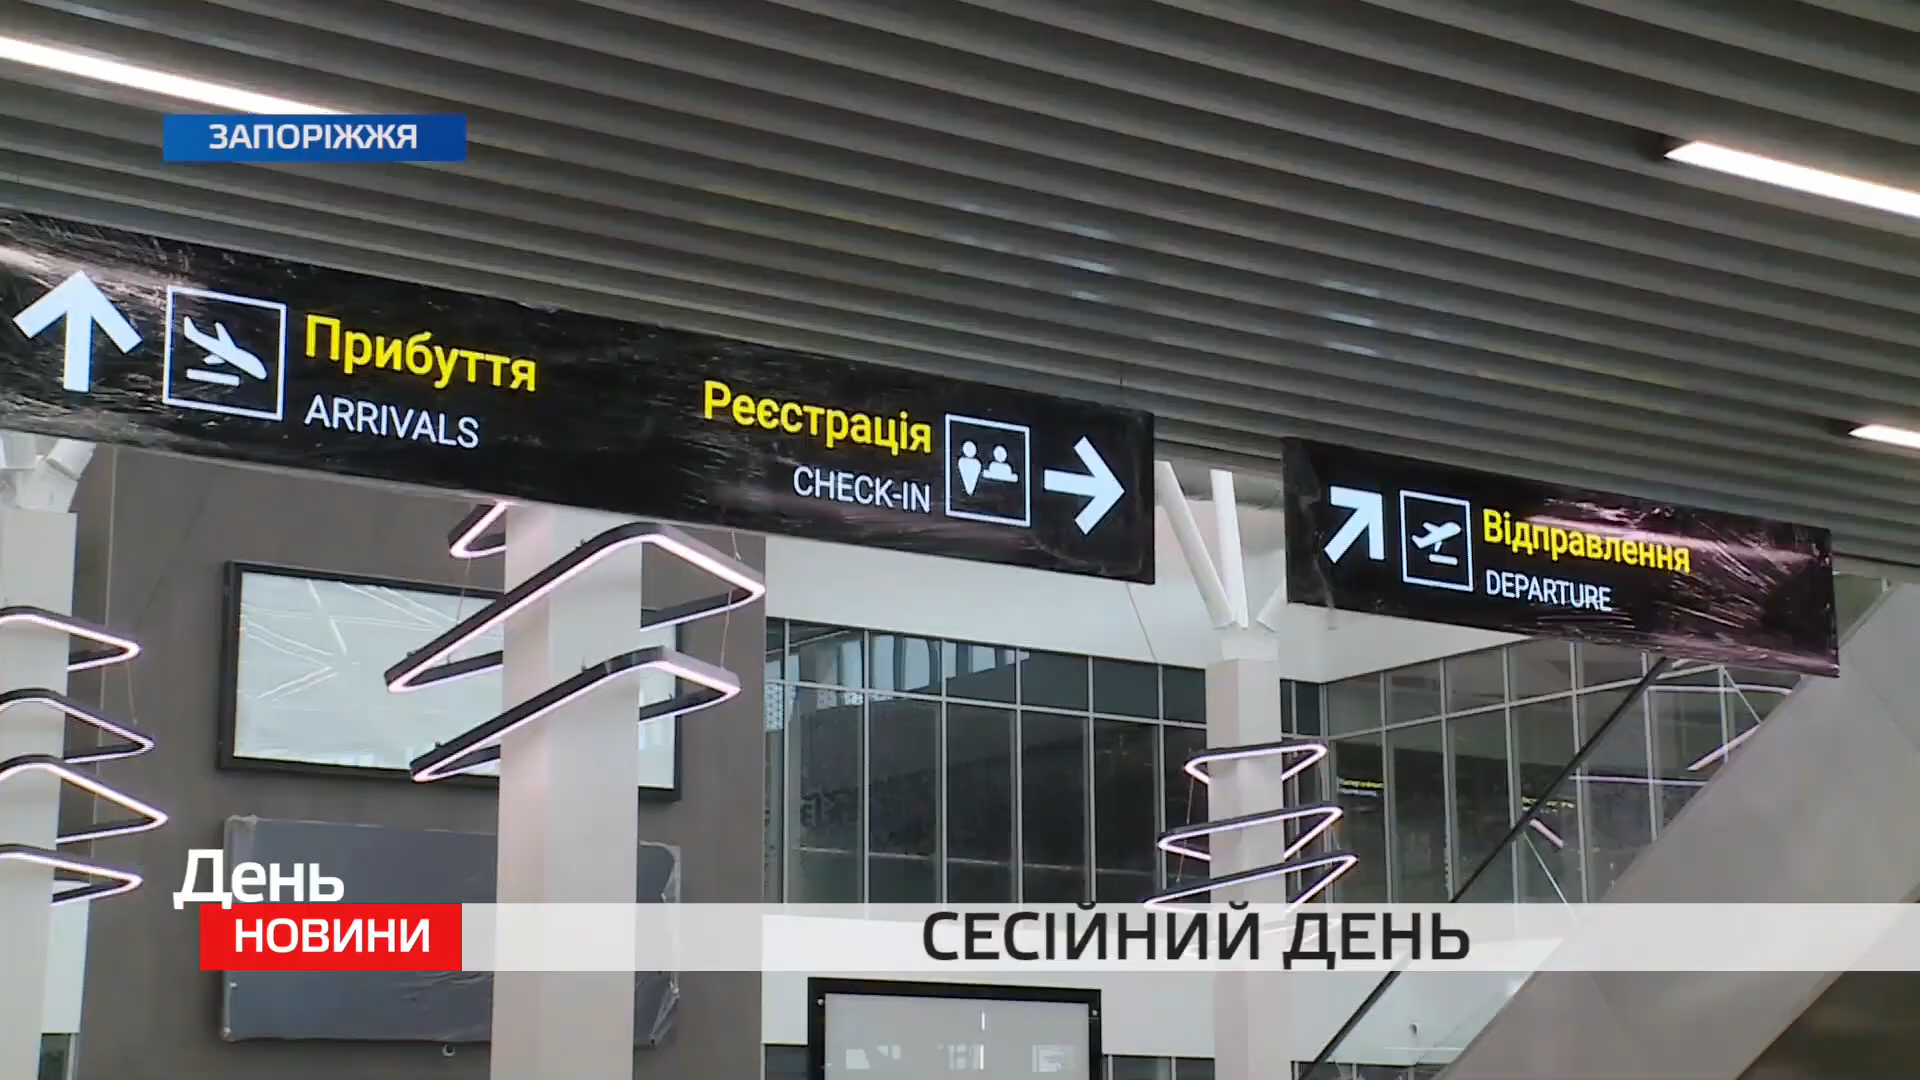 ЗАПОРІЖЖЯ
Прибуття
ARRIVALS
Реєстрація
CHECK-IN
Відправлення
DEPARTURE
День
НОВИНИ
СЕСІЙНИЙ ДЕНЬ